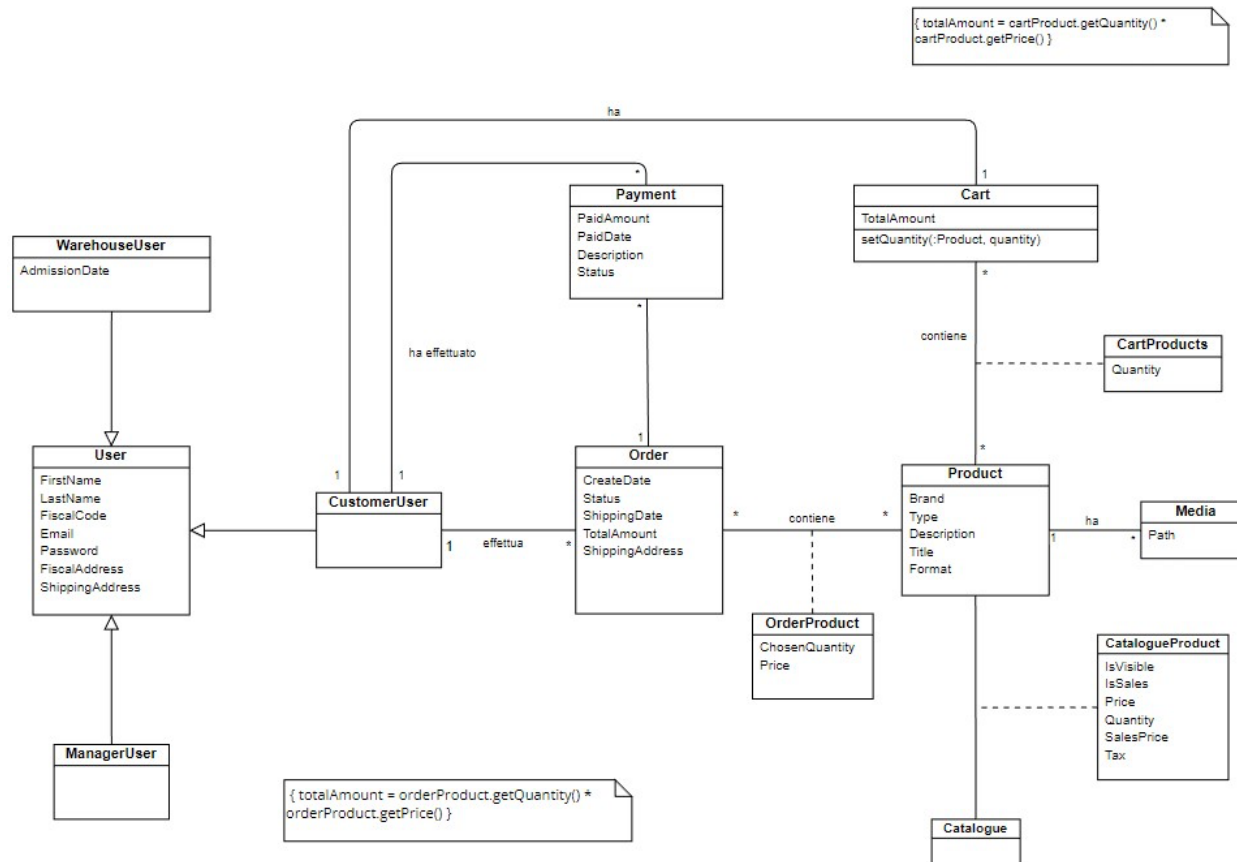 { totalAmount = cartProduct.getQuantity() *
cartProduct.getPrice() }
ha
1
*
Payment
PaidAmount
PaidDate
Description
Status
*
Cart
TotalAmount
setQuantity(:Product, quantity)
*
WarehouseUser
AdmissionDate
ha effettuato
contiene
CartProducts
Quantity
User
FirstName
LastName
FiscalCode
Email
Password
FiscalAddress
ShippingAddress
1
1
CustomerUser
1
effettua
*
1
Order
CreateDate
Status
ShippingDate
TotalAmount
ShippingAddress
*
contiene
*
*
Product
Brand
Type
Description
Title
Format
1
ha
*
Media
Path
OrderProduct
ChosenQuantity
Price
CatalogueProduct
IsVisible
IsSales
Price
Quantity
SalesPrice
Tax
ManagerUser
{ totalAmount = orderProduct.getQuantity() *
orderProduct.getPrice() }
Catalogue